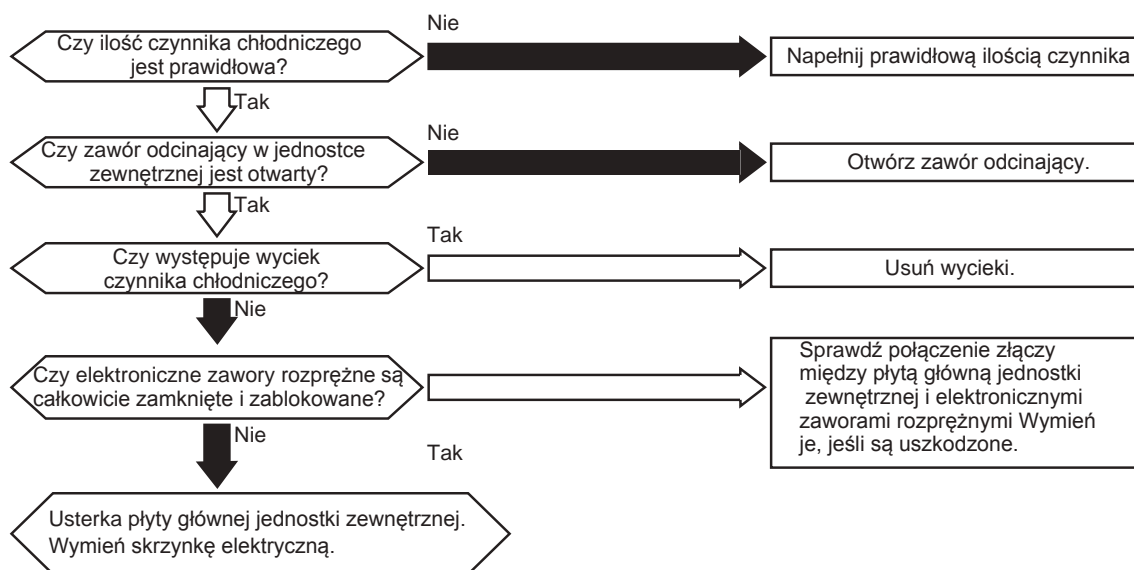 Czy ilość czynnika chłodniczego
jest prawidłowa?
Nie
Napełnij prawidłową ilością czynnika
Tak
Czy zawór odcinający w jednostce
zewnętrznej jest otwarty?
Nie
Otwórz zawór odcinający.
Tak
Czy występuje wyciek
czynnika chłodniczego?
Tak
Usuń wycieki.
Nie
Czy elektroniczne zawory rozprężne są
całkowicie zamknięte i zablokowane?
Tak
Sprawdź połączenie złączy
między płytą główną jednostki
zewnętrznej i elektronicznymi
zaworami rozprężnymi Wymień
je, jeśli są uszkodzone.
Nie
Usterka płyty głównej jednostki zewnętrznej.
Wymień skrzynkę elektryczną.